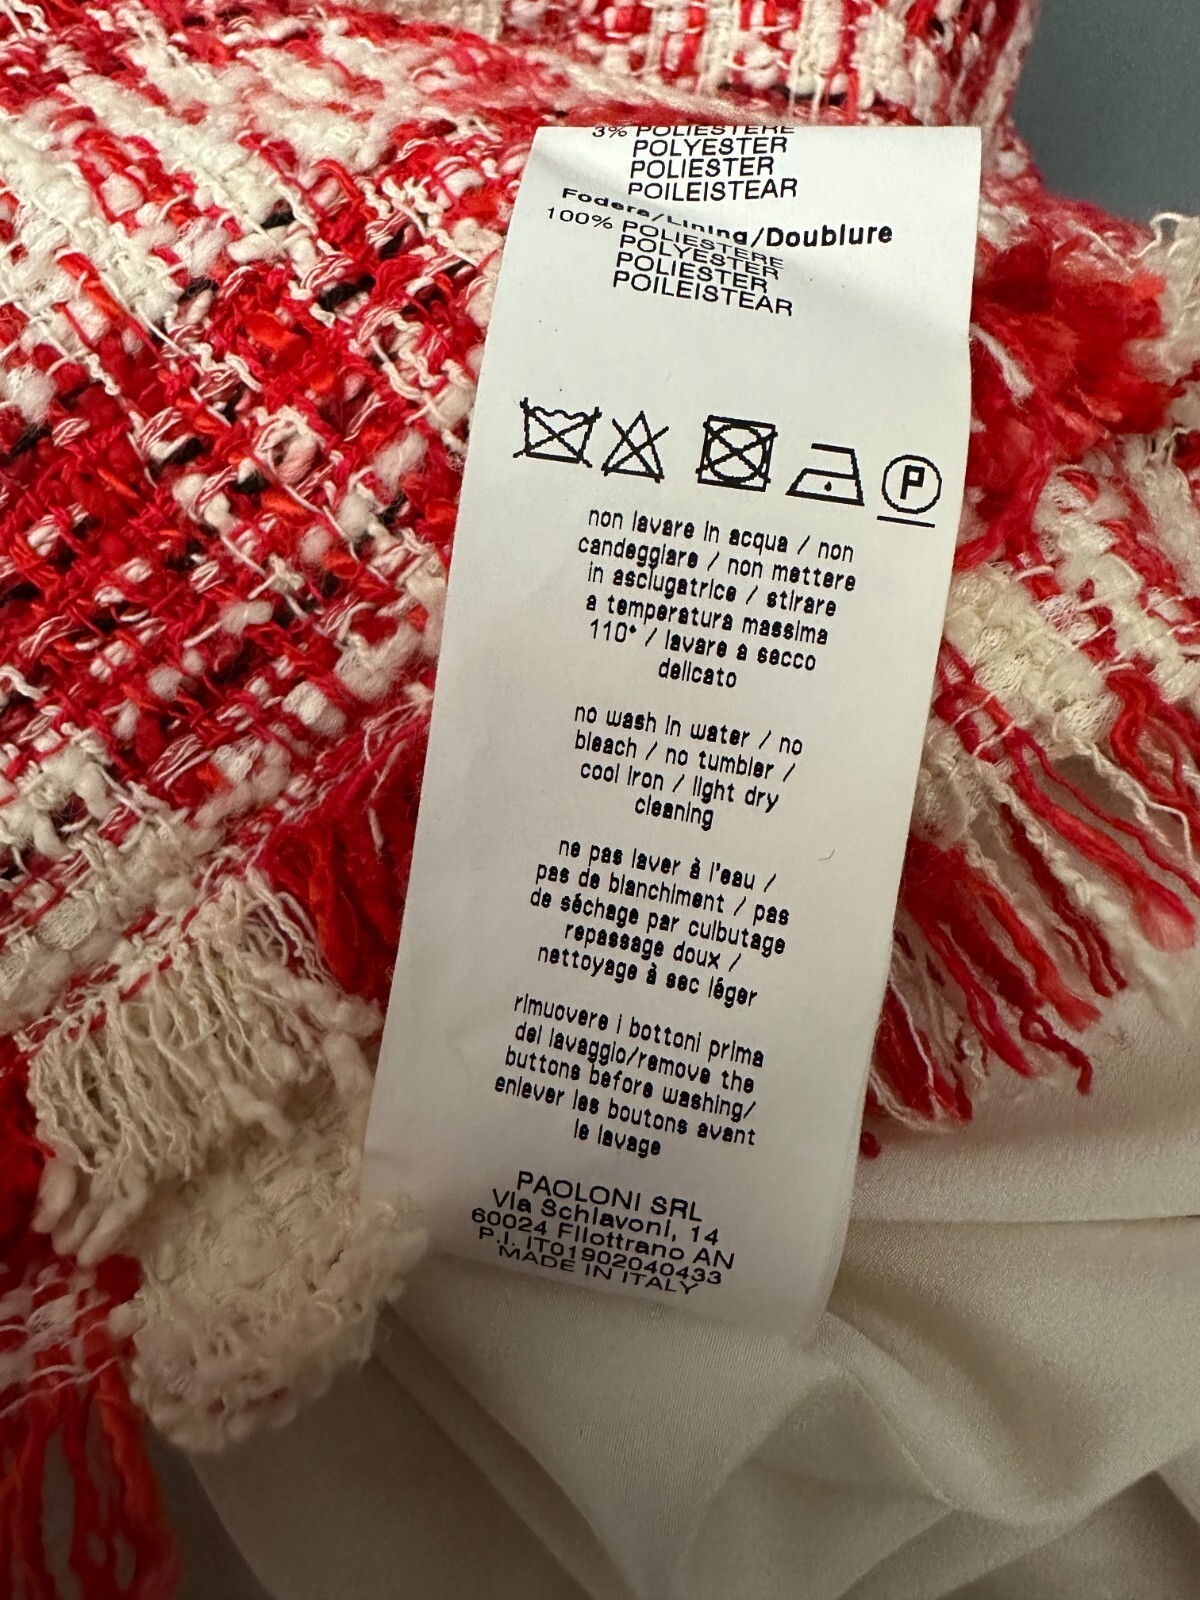 3% POLIESTERE
POLYESTER
POLIESTER
POILEISTEAR
Fodera/Lining/Doublure
100% POLIESTERE
POLYESTER
POLIESTER
POILEISTEAR
P
non lavare in acqua / non
candeggiare / non mettere
in asciugatrice / stirare
a temperatura massima
110° / lavare a secco
delicato
no wash in water / no
bleach / no tumbler /
cool iron / light dry
cleaning
ne pas laver à l'eau /
pas de blanchiment / pas
de séchage par culbutage
repassage doux /
nettoyage à sec léger
rimuovere i bottoni prima
del lavaggio/remove the
buttons before washing/
enlever les boutons avant
le lavage
PAOLONI SRL
Via Schiavoni, 14
60024 Filottrano AN
P.I. IT01902040433
MADE IN ITALY